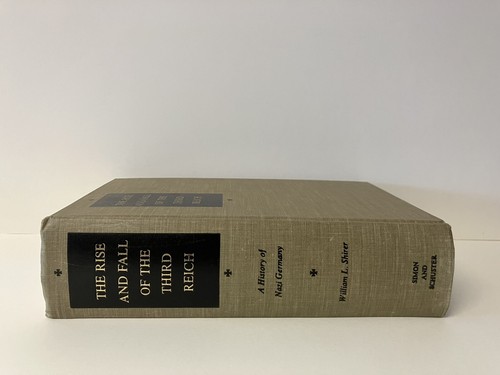 THE RISE
AND FALL
OF THE
THIRD
REICH
A History of
Nazi Germany
William L. Shirer
SIMON
AND
SCHUSTER